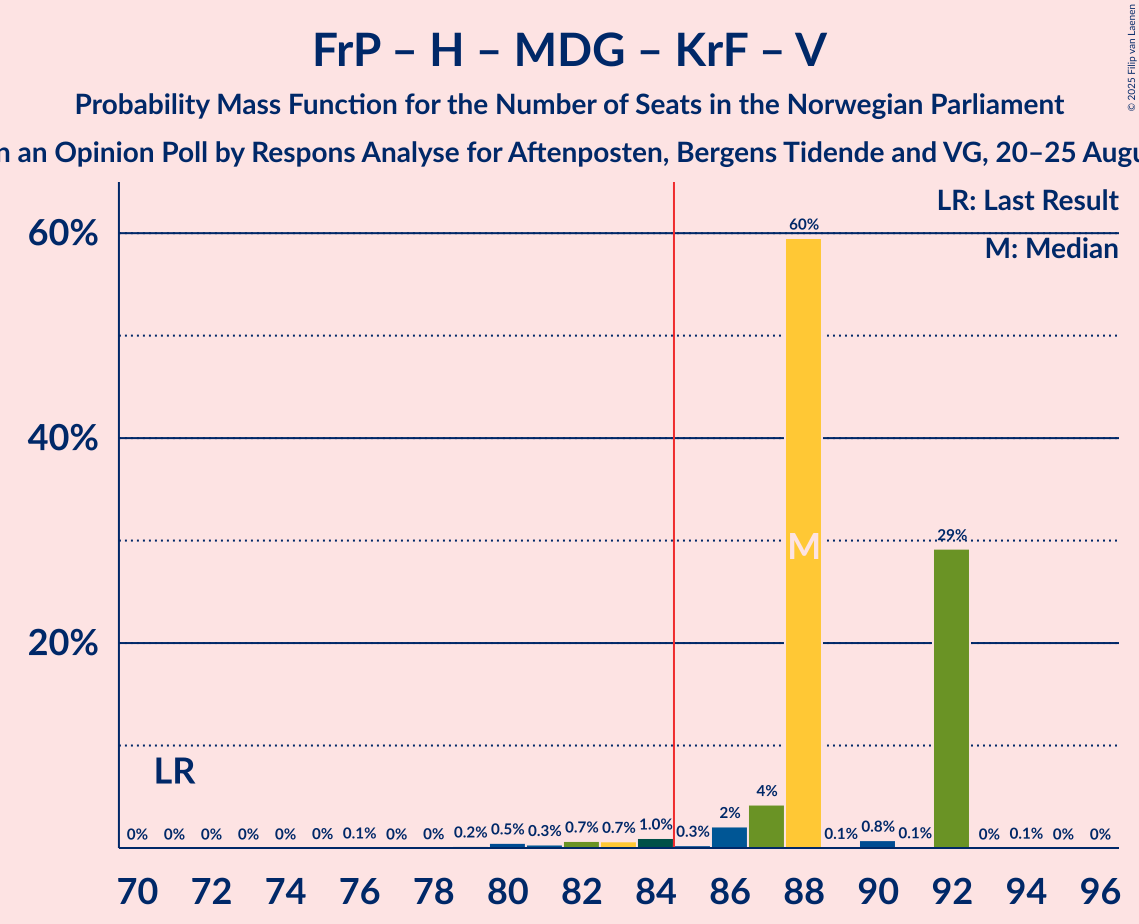 FrP – H – MDG – KrF – V
Probability Mass Function for the Number of Seats in the Norwegian Parliament
an Opinion Poll by Respons Analyse for Aftenposten, Bergens Tidende and VG, 20–25
© 2025 Filip van Laenen
LR: Last Result
M: Median
60%
40%
20%
LR
M
0% 0% 0% 0% 0% 0% 0.1% 0% 0% 0.2% 0.5% 0.3% 0.7% 0.7% 1.0% 0.3% 2% 4% 60% 0.1% 0.8% 0.1% 29% 0% 0.1% 0% 0%
70 72 74 76 78 80 82 84 86 88 90 92 94 96